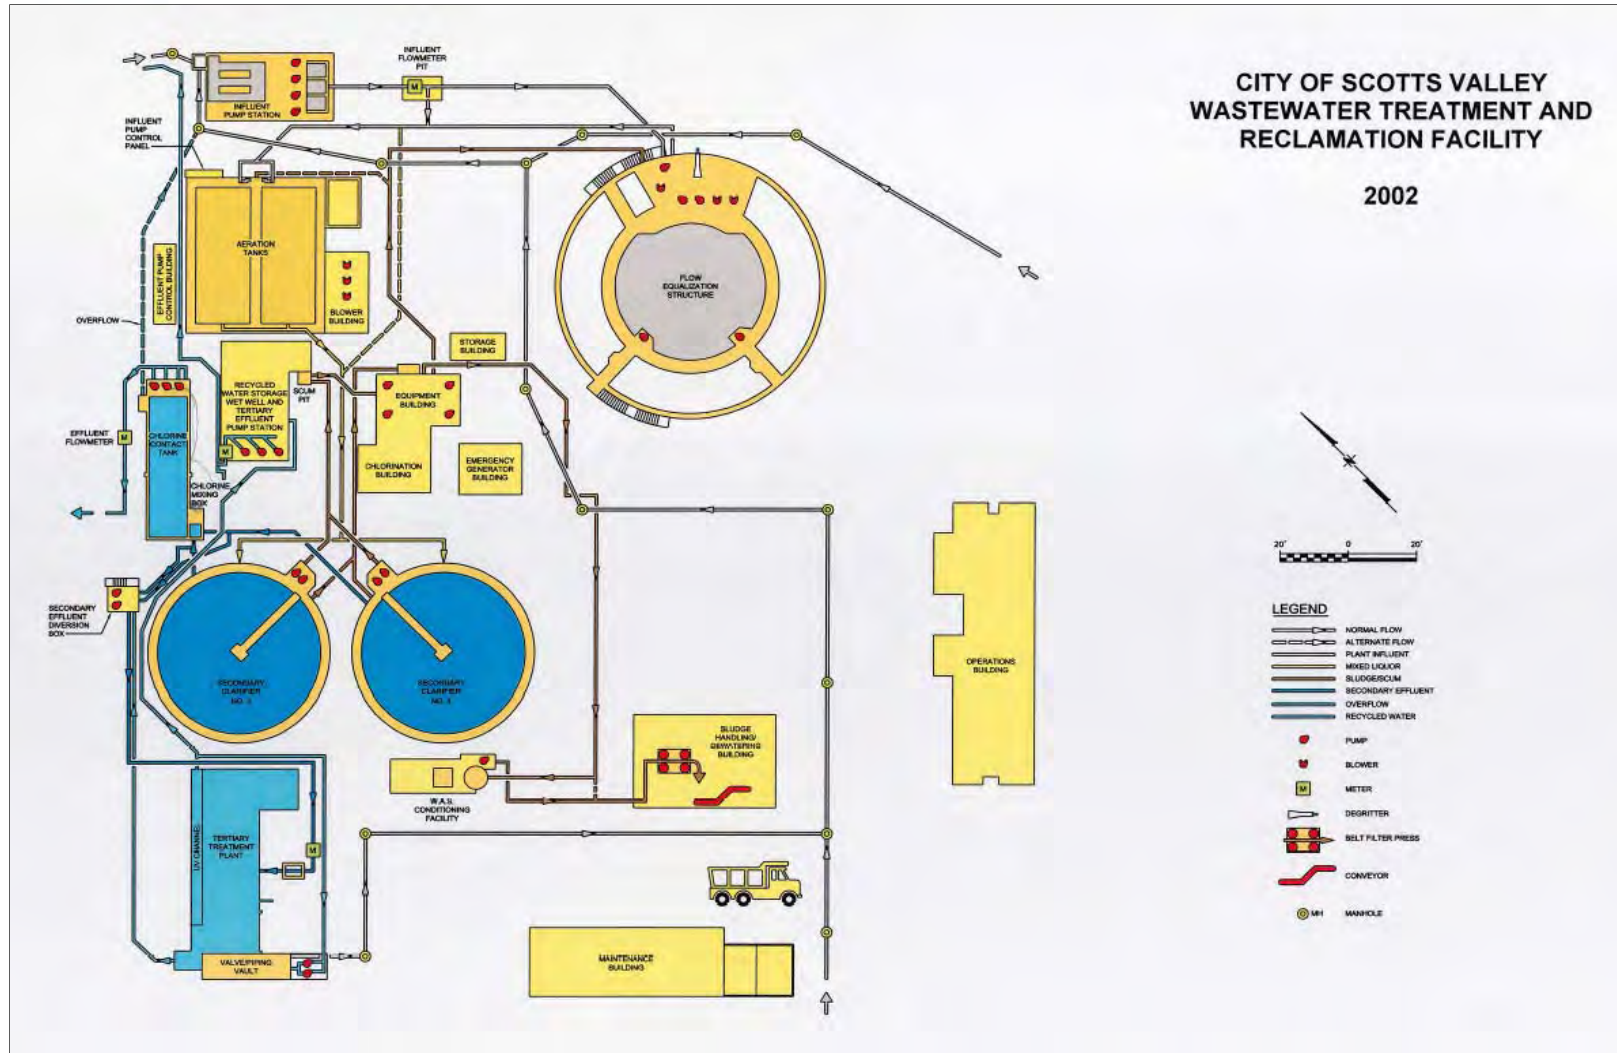 CITY OF SCOTTS VALLEY
WASTEWATER TREATMENT AND
RECLAMATION FACILITY
2002
INFLUENT
FLOWMETER
PIT
M
INFLUENT
PUMP STATION
INFLUENT
PUMP
CONTROL
PANEL
AERATION
TANKS
EFFLUENT PUMP
CONTROL BUILDING
BLOWER
BUILDING
OVERFLOW
FLOW
EQUALIZATION
STRUCTURE
STORAGE
BUILDING
RECYCLED
WATER STORAGE
WET WELL AND
TERTIARY
EFFLUENT
PUMP STATION
M
SCUM
PIT
EQUIPMENT
BUILDING
EFFLUENT
FLOWMETER
M
CHLORINE
CONTACT
TANK
CHLORINE
MIXING
BOX
CHLORINATION
BUILDING
EMERGENCY
GENERATOR
BUILDING
SECONDARY
EFFLUENT
DIVERSION
BOX
SECONDARY
CLARIFIER
SECONDARY
CLARIFIER
OPERATIONS
BUILDING
SLUDGE
HANDLING/
DEWATERING
BUILDING
W.A.S.
CONDITIONING
FACILITY
UV CHANNEL
TERTIARY
TREATMENT
PLANT
M
VALVE/PIPING
VAULT
MAINTENANCE
BUILDING
20' 0 20'
LEGEND
NORMAL FLOW
ALTERNATE FLOW
PLANT INFLUENT
MIXED LIQUOR
SLUDGE/SCUM
SECONDARY EFFLUENT
OVERFLOW
RECYCLED WATER
PUMP
BLOWER
M METER
DEGRITTER
BELT FILTER PRESS
CONVEYOR
MH MANHOLE